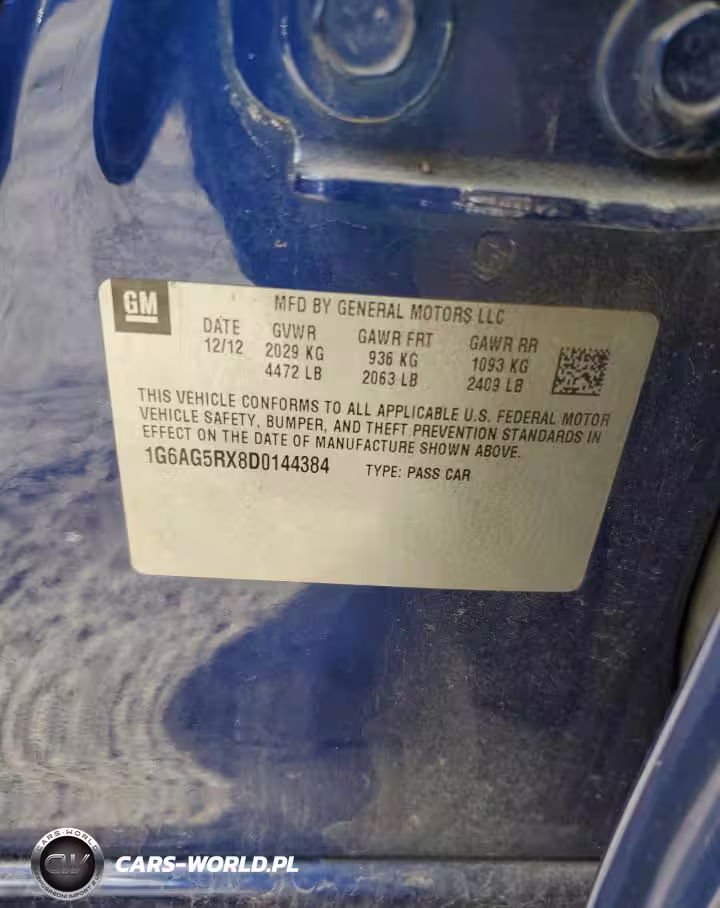 GM
MFD BY GENERAL MOTORS LLC
DATE GVWR GAWR FRT GAWR RR
12/12 2029 KG 936 KG 1093 KG
4472 LB 2063 LB 2409 LB
THIS VEHICLE CONFORMS TO ALL APPLICABLE U.S. FEDERAL MOTOR
VEHICLE SAFETY, BUMPER, AND THEFT PREVENTION STANDARDS IN
EFFECT ON THE DATE OF MANUFACTURE SHOWN ABOVE.
1G6AG5RX8D0144384 TYPE: PASS CAR
CARS-WORLD
CW
CARS-WORLD.PL